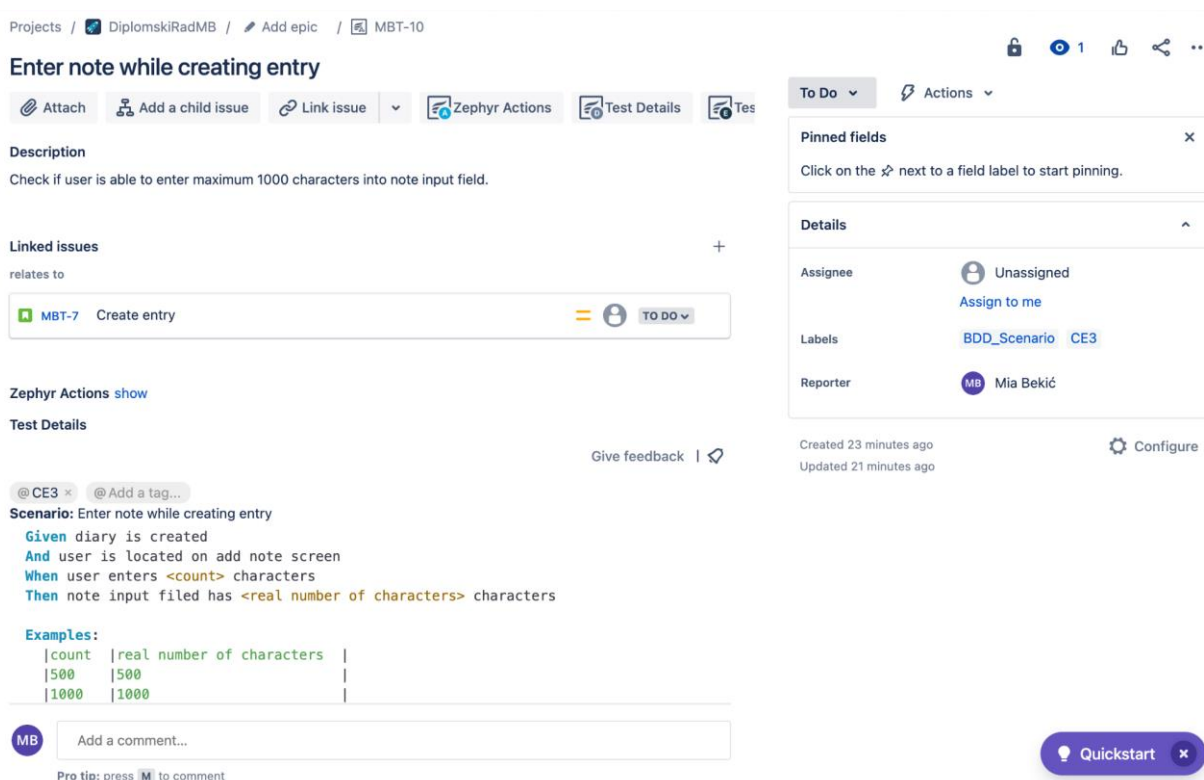 Projects / DiplomskiRadMB / Add epic / MBT-10
1
Enter note while creating entry
Attach
Add a child issue
Link issue
Zephyr Actions
Test Details
Tes
Description
Check if user is able to enter maximum 1000 characters into note input field.
Linked issues
relates to
MBT-7 Create entry
TO DO
Zephyr Actions show
Test Details
Give feedback |
@CE3 × @Add a tag...
Scenario: Enter note while creating entry
Given diary is created
And user is located on add note screen
When user enters <count> characters
Then note input filed has <real number of characters> characters
Examples:
|count |real number of characters |
|500 |500 |
|1000 |1000 |
MB
Add a comment...
Pro tip: press M to comment
To Do
Actions
Pinned fields
Click on the next to a field label to start pinning.
Details
Assignee
Unassigned
Assign to me
Labels
BDD_Scenario CE3
Reporter
MB Mia Bekić
Created 23 minutes ago
Configure
Updated 21 minutes ago
Quickstart